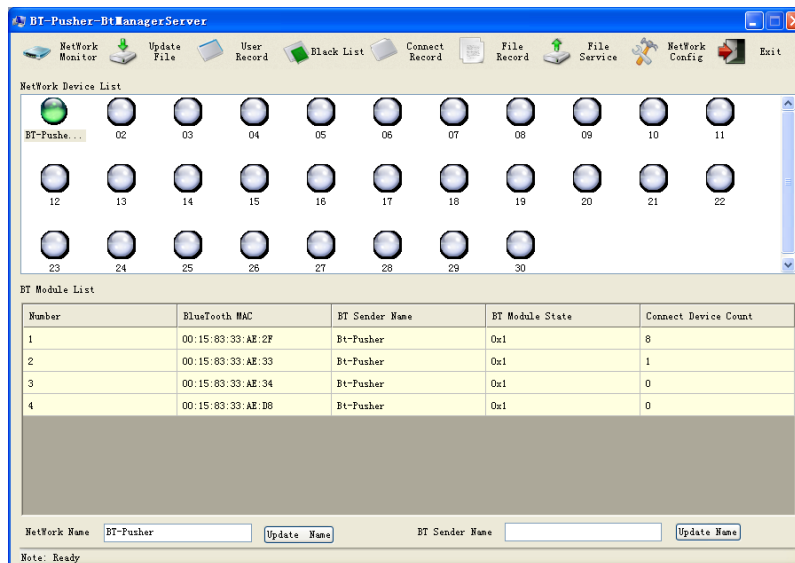 BT-Pusher-BtManagerServer
NetWork Monitor
Update File
User Record
Black List
Connect Record
File Record
File Service
NetWork Config
Exit
NetWork Device List
BT-Pushe... 02 03 04 05 06 07 08 09 10 11
12 13 14 15 16 17 18 19 20 21 22
23 24 25 26 27 28 29 30
BT Module List
Number BlueTooth MAC BT Sender Name BT Module State Connect Device Count
1 00:15:83:33:AE:2F Bt-Pusher 0x1 8
2 00:15:83:33:AE:33 Bt-Pusher 0x1 1
3 00:15:83:33:AE:34 Bt-Pusher 0x1 0
4 00:15:83:33:AE:D8 Bt-Pusher 0x1 0
NetWork Name BT-Pusher Update Name BT Sender Name Update Name
Note: Ready